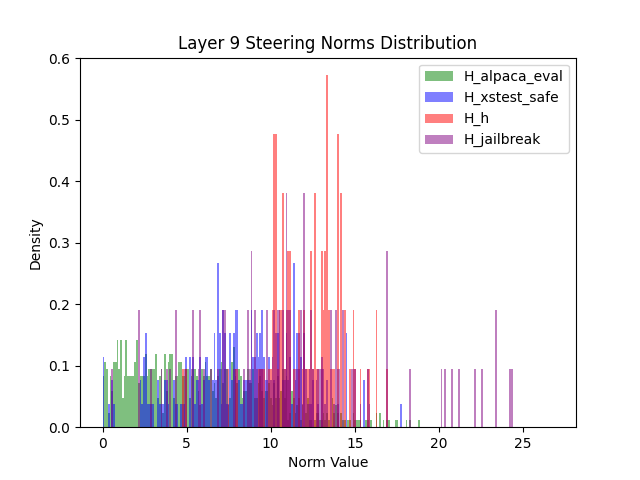 Layer 9 Steering Norms Distribution
Density
0.6
0.5
0.4
0.3
0.2
0.1
0.0
H_alpaca_eval
H_xstest_safe
H_h
H_jailbreak
0 5 10 15 20 25
Norm Value